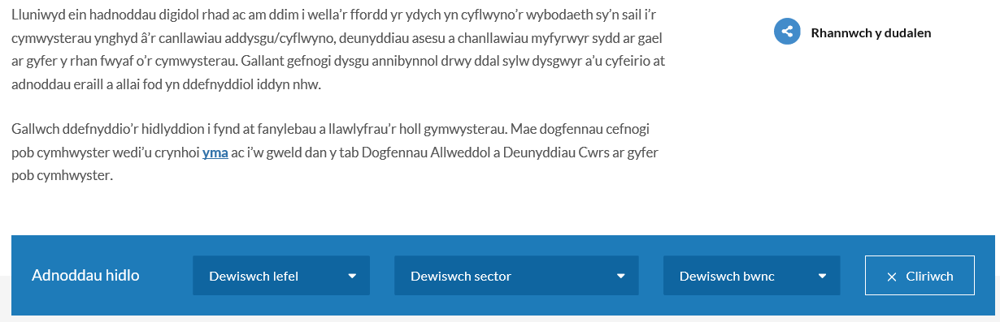 Lluniwyd ein hadnoddau digidol rhad ac am ddim i wella’r ffordd yr ydych yn cyflwyno’r wybodaeth sy’n sail i’r
cymwysterau ynghyd â’r canllawiau addysgu/cyflwyno, deunyddiau asesu a chanllawiau myfyrwyr sydd ar gael
ar gyfer y rhan fwyaf o’r cymwysterau. Gallant gefnogi dysgu annibynnol drwy ddal sylw dysgwyr a’u cyfeirio at
adnoddau eraill a allai fod yn ddefnyddiol iddyn nhw.
Gallwch ddefnyddio’r hidlyddion i fynd at fanylebau a llawlyfrau’r holl gymwysterau. Mae dogfennau cefnogi
pob cymhwyster wedi’u crynhoi yma ac i’w gweld dan y tab Dogfennau Allweddol a Deunyddiau Cwrs ar gyfer
pob cymhwyster.
Rhannwch y dudalen
Adnoddau hidlo
Dewiswch lefel
Dewiswch sector
Dewiswch bwnc
Cliriwch